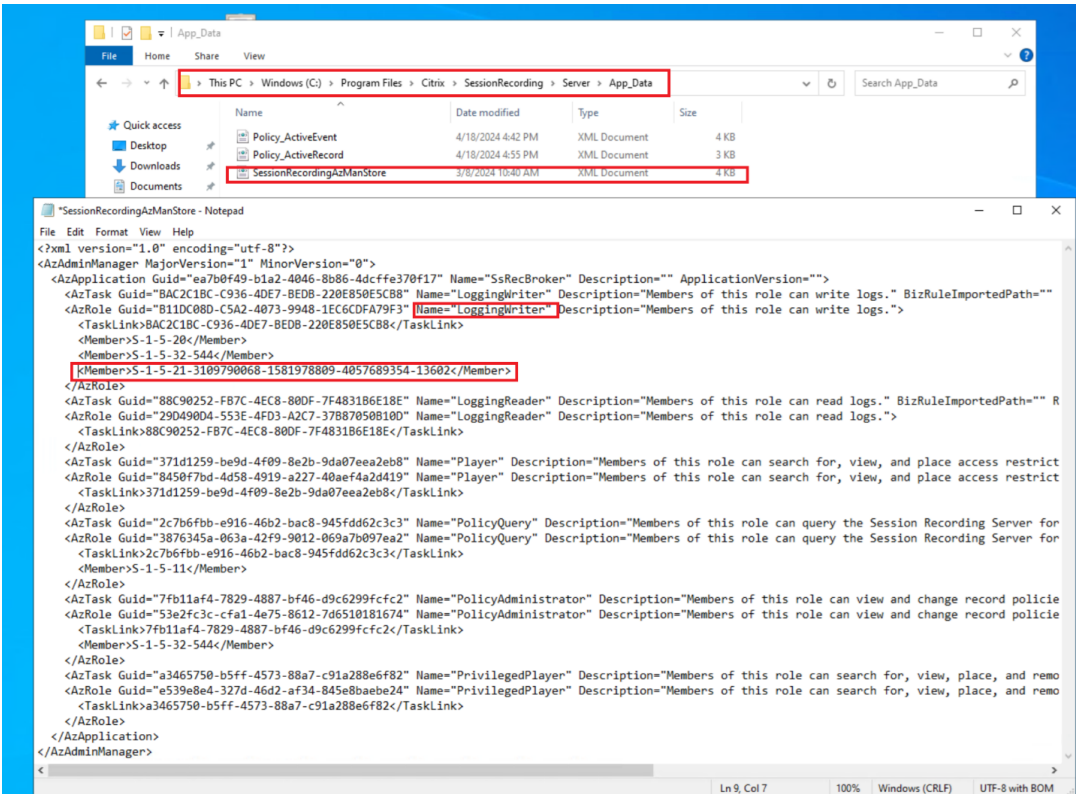 App_Data
File Home Share View
This PC > Windows (C:) > Program Files > Citrix > SessionRecording > Server > App_Data
Search App_Data
Name Date modified Type Size
Quick access
Desktop
Downloads
Documents
Policy_ActiveEvent 4/18/2024 4:42 PM XML Document 4 KB
Policy_ActiveRecord 4/18/2024 4:55 PM XML Document 3 KB
SessionRecordingAzManStore 3/8/2024 10:40 AM XML Document 4 KB
*SessionRecordingAzManStore - Notepad
File Edit Format View Help
<?xml version="1.0" encoding="utf-8"?>
<AzAdminManager MajorVersion="1" MinorVersion="0">
<AzApplication Guid="ea7b0f49-b1a2-4046-8b86-4dcffe370f17" Name="SsRecBroker" Description="" ApplicationVersion="">
<AzTask Guid="BAC2C1BC-C936-4DE7-BEDB-220E850E5CB8" Name="LoggingWriter" Description="Members of this role can write logs." BizRuleImportedPath=""
<AzRole Guid="B11DC08D-C5A2-4073-9948-1EC6CDFA79F3" Name="LoggingWriter" Description="Members of this role can write logs.">
<TaskLink>BAC2C1BC-C936-4DE7-BEDB-220E850E5CB8</TaskLink>
<Member>S-1-5-20</Member>
<Member>S-1-5-32-544</Member>
<Member>S-1-5-21-3109790068-1581978809-4057689354-13602</Member>
</AzRole>
<AzTask Guid="88C90252-FB7C-4EC8-80DF-7F4831B6E18E" Name="LoggingReader" Description="Members of this role can read logs." BizRuleImportedPath="" R
<AzRole Guid="29D490D4-553E-4FD3-A2C7-37B87050B10D" Name="LoggingReader" Description="Members of this role can read logs.">
<TaskLink>88C90252-FB7C-4EC8-80DF-7F4831B6E18E</TaskLink>
</AzRole>
<AzTask Guid="371d1259-be9d-4f09-8e2b-9da07eea2eb8" Name="Player" Description="Members of this role can search for, view, and place access restrict
<AzRole Guid="8450f7bd-4d58-4919-a227-40aef4a2d419" Name="Player" Description="Members of this role can search for, view, and place access restrict
<TaskLink>371d1259-be9d-4f09-8e2b-9da07eea2eb8</TaskLink>
</AzRole>
<AzTask Guid="2c7b6fbb-e916-46b2-bac8-945fdd62c3c3" Name="PolicyQuery" Description="Members of this role can query the Session Recording Server for
<AzRole Guid="3876345a-063a-42f9-9012-069a7b097ea2" Name="PolicyQuery" Description="Members of this role can query the Session Recording Server for
<TaskLink>2c7b6fbb-e916-46b2-bac8-945fdd62c3c3</TaskLink>
<Member>S-1-5-11</Member>
</AzRole>
<AzTask Guid="7fb11af4-7829-4887-bf46-d9c6299fcfc2" Name="PolicyAdministrator" Description="Members of this role can view and change record policie
<AzRole Guid="53e2fc3c-cfa1-4e75-8612-7d6510181674" Name="PolicyAdministrator" Description="Members of this role can view and change record policie
<TaskLink>7fb11af4-7829-4887-bf46-d9c6299fcfc2</TaskLink>
<Member>S-1-5-32-544</Member>
</AzRole>
<AzTask Guid="a3465750-b5ff-4573-88a7-c91a288e6f82" Name="PrivilegedPlayer" Description="Members of this role can search for, view, place, and remo
<AzRole Guid="e539e8e4-327d-46d2-af34-845e8baebe24" Name="PrivilegedPlayer" Description="Members of this role can search for, view, place, and remo
<TaskLink>a3465750-b5ff-4573-88a7-c91a288e6f82</TaskLink>
</AzRole>
</AzApplication>
</AzAdminManager>
Ln 9, Col 7 100% Windows (CRLF) UTF-8 with BOM